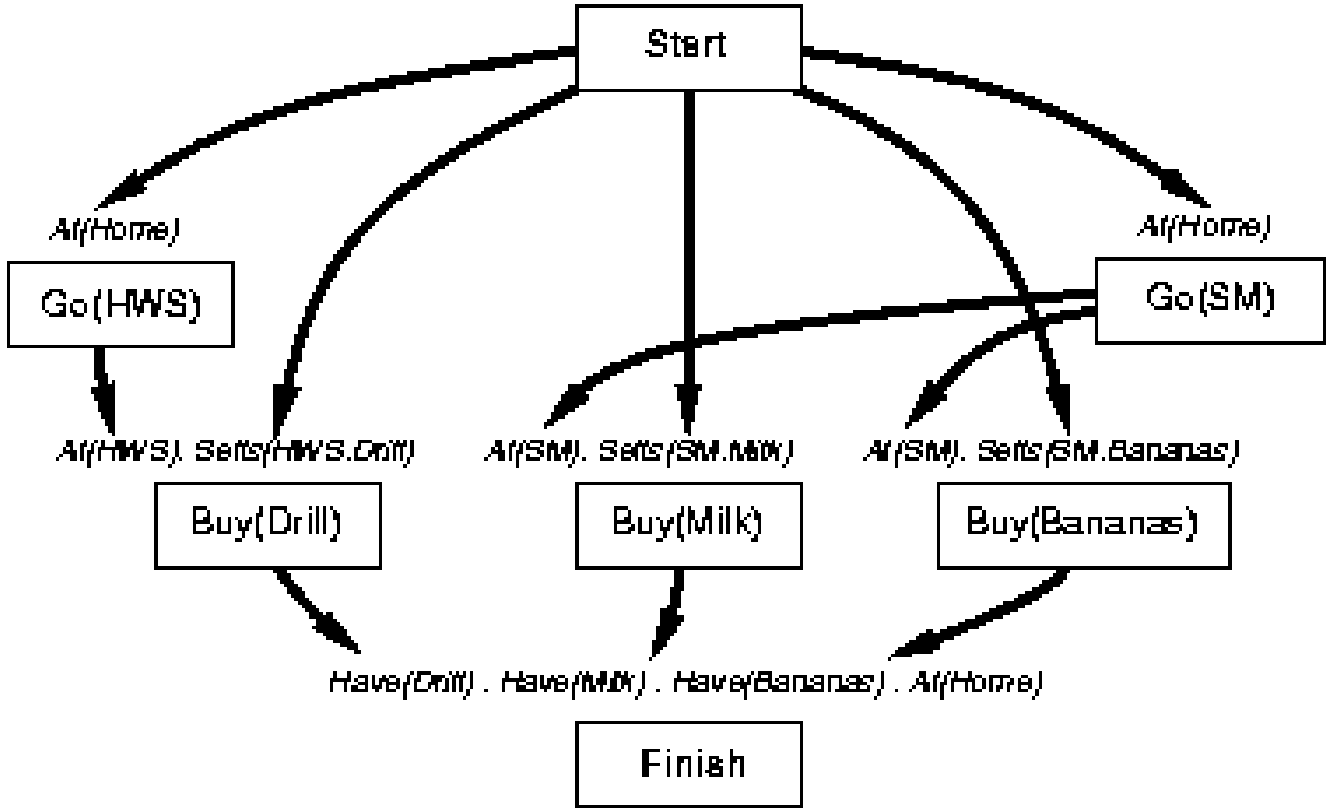 Start
At(Home) At(Home)
Go(HWS) Go(SM)
At(HWS), Sells(HWS,Drill) At(SM), Sells(SM,Milk) At(SM), Sells(SM,Bananas)
Buy(Drill) Buy(Milk) Buy(Bananas)
Have(Drill) , Have(Milk) , Have(Bananas) , At(Home)
Finish